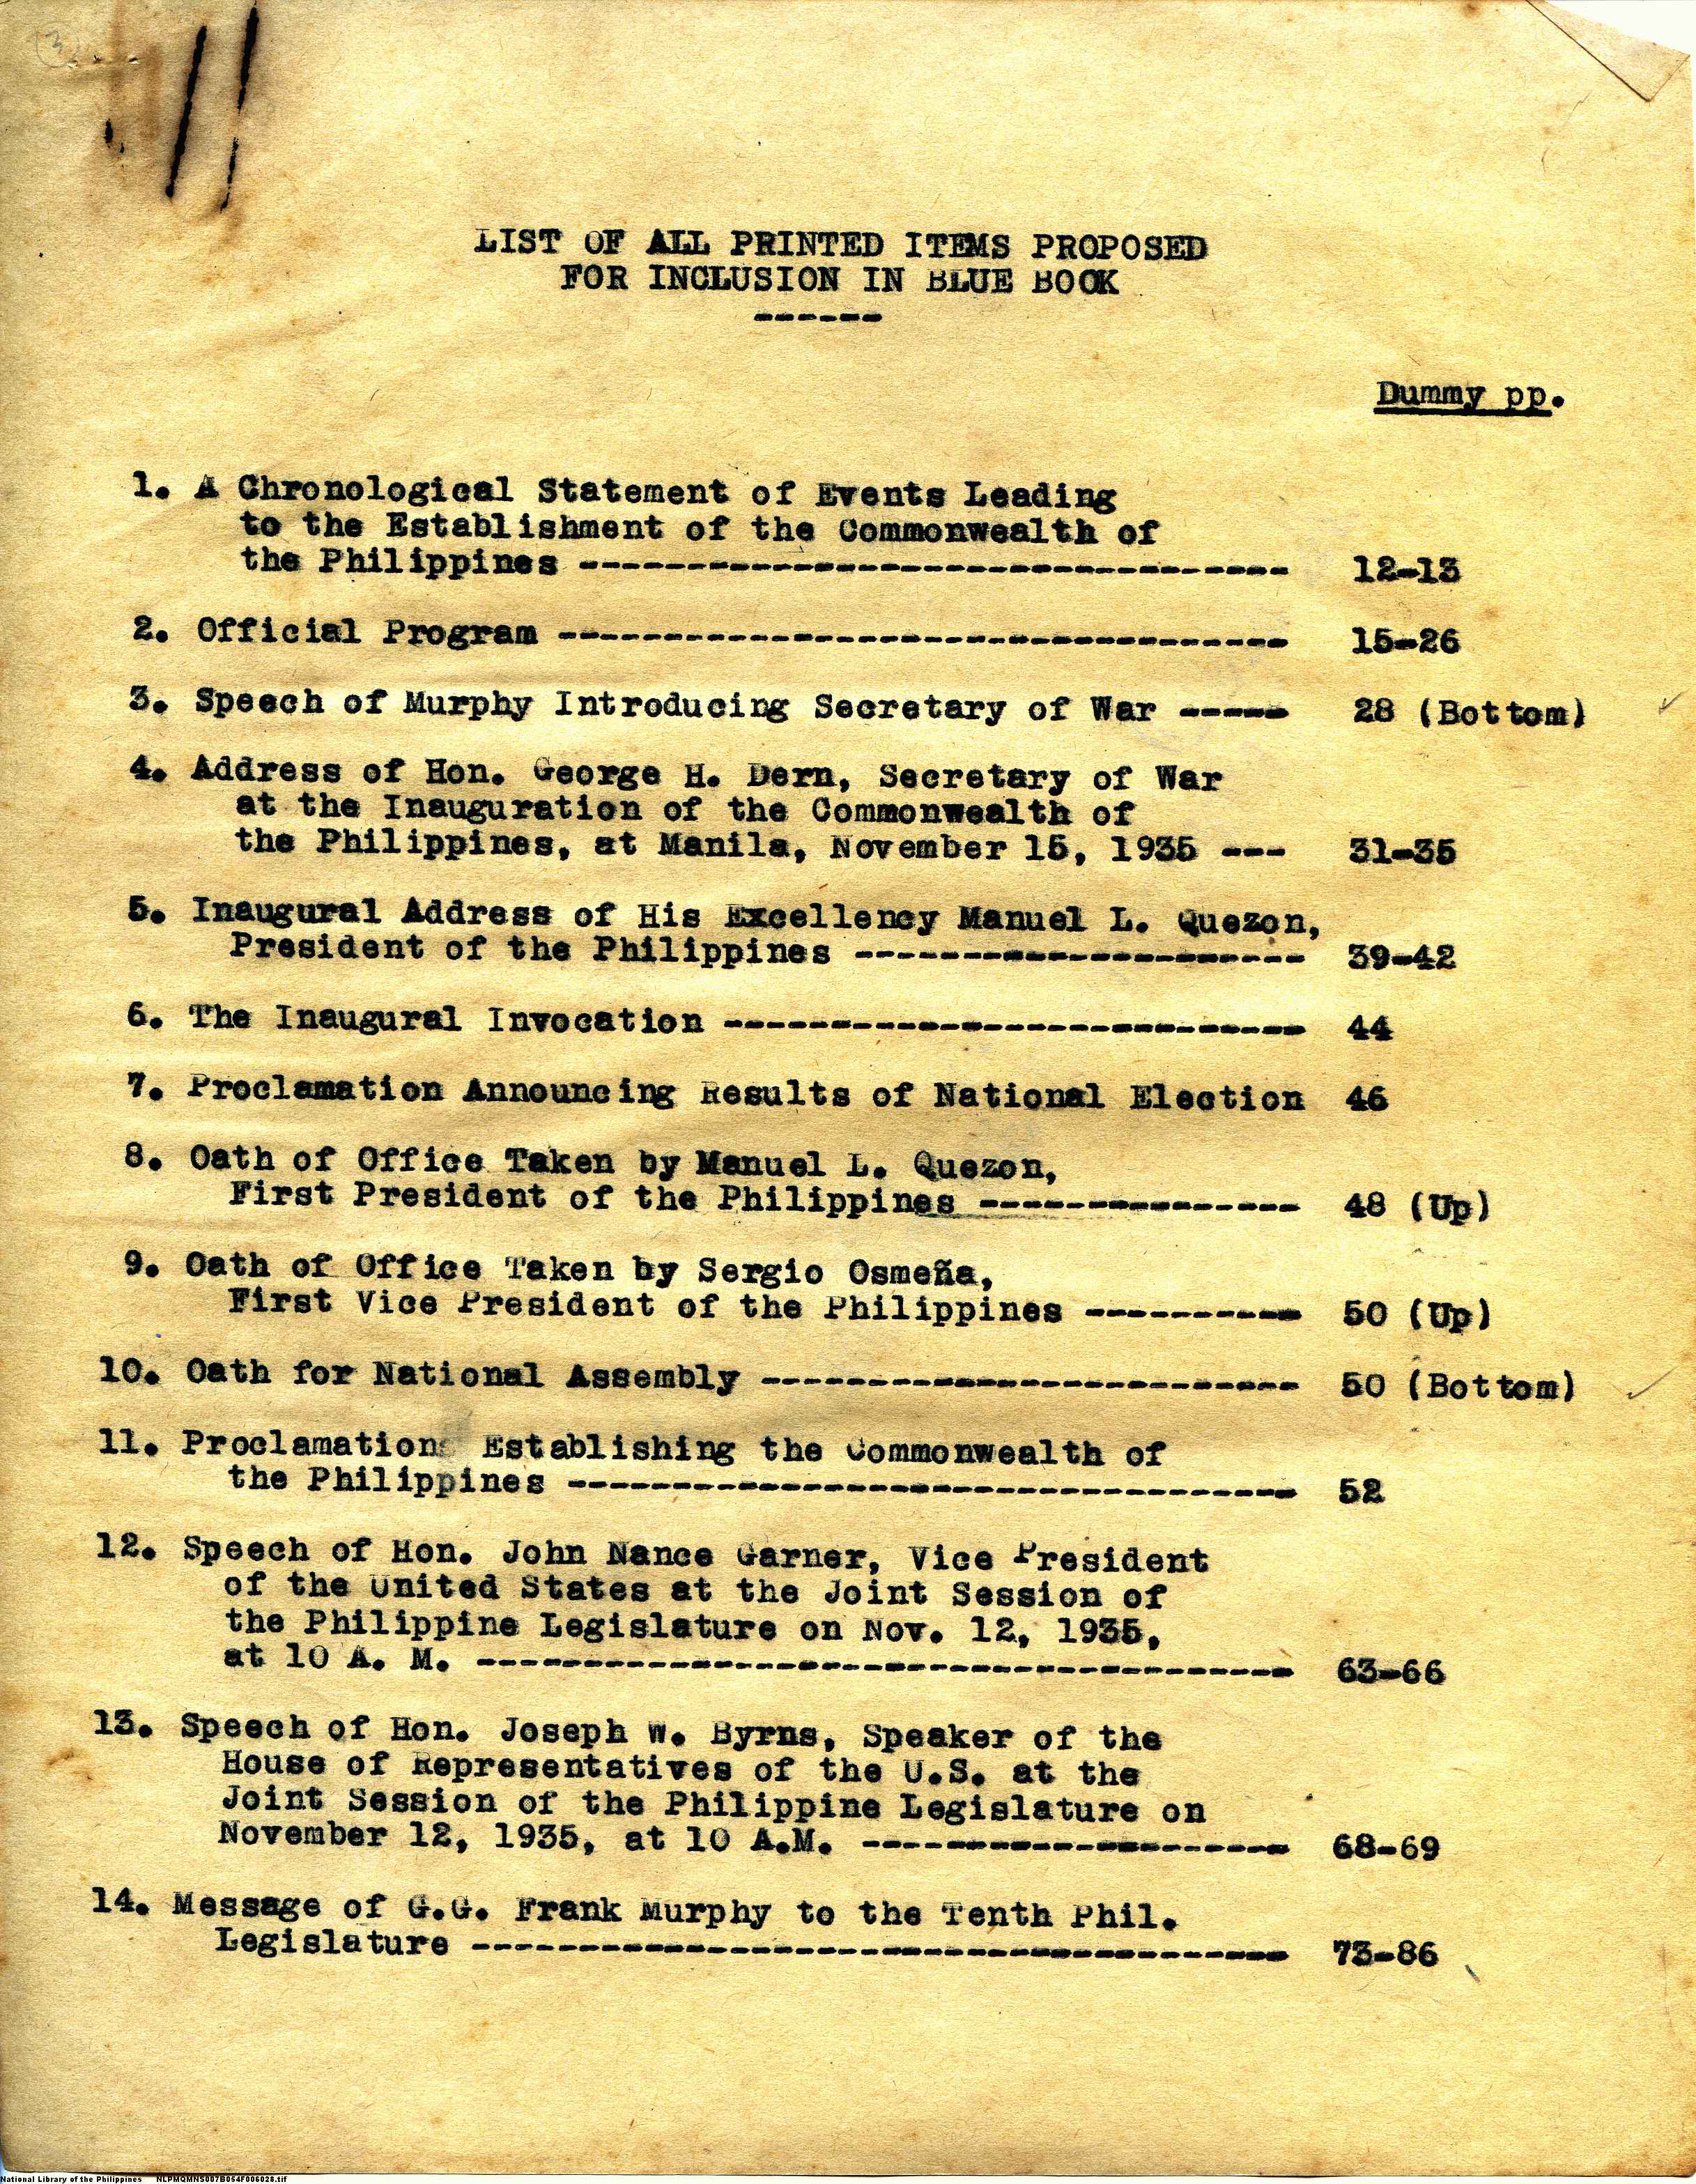 3
LIST OF ALL PRINTED ITEMS PROPOSED
FOR INCLUSION IN BLUE BOOK
------
Dummy pp.
1. A Chronological Statement of Events Leading
to the Establishment of the Commonwealth of
the Philippines ---------------------------------- 12-13
2. Official Program ---------------------------------- 15-26
3. Speech of Murphy Introducing Secretary of War ----- 28 (Bottom)
4. Address of Hon. George H. Dern, Secretary of War
at the Inauguration of the Commonwealth of
the Philippines, at Manila, November 15, 1935 --- 31-35
5. Inaugural Address of His Excellency Manuel L. Quezon,
President of the Philippines --------------------- 39-42
6. The Inaugural Invocation --------------------------- 44
7. Proclamation Announcing Results of National Election 46
8. Oath of Office Taken by Manuel L. Quezon,
First President of the Philippines --------------- 48 (Up)
9. Oath of Office Taken by Sergio Osmeña,
First Vice President of the Philippines ---------- 50 (Up)
10. Oath for National Assembly ------------------------- 50 (Bottom)
11. Proclamation Establishing the Commonwealth of
the Philippines ---------------------------------- 52
12. Speech of Hon. John Nance Garner, Vice President
of the United States at the Joint Session of
the Philippine Legislature on Nov. 12, 1935,
at 10 A. M. -------------------------------------- 63-66
13. Speech of Hon. Joseph W. Byrns, Speaker of the
House of Representatives of the U.S. at the
Joint Session of the Philippine Legislature on
November 12, 1935, at 10 A.M. -------------------- 68-69
14. Message of G.G. Frank Murphy to the Tenth Phil.
Legislature -------------------------------------- 73-86
National Library of the Philippines NLPMQMNS007B054F006028.tif